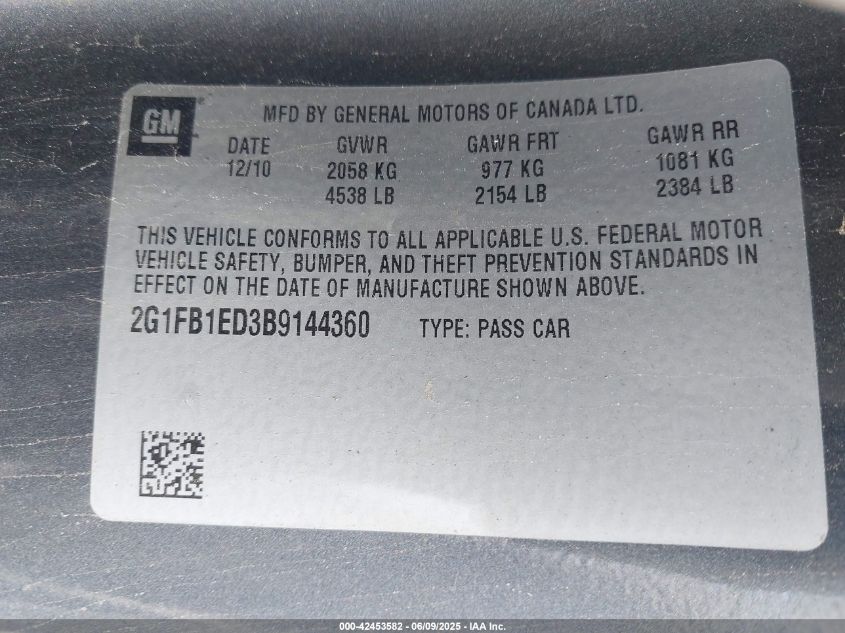 GM
MFD BY GENERAL MOTORS OF CANADA LTD.
DATE GVWR GAWR FRT GAWR RR
12/10 2058 KG 977 KG 1081 KG
4538 LB 2154 LB 2384 LB
THIS VEHICLE CONFORMS TO ALL APPLICABLE U.S. FEDERAL MOTOR
VEHICLE SAFETY, BUMPER, AND THEFT PREVENTION STANDARDS IN
EFFECT ON THE DATE OF MANUFACTURE SHOWN ABOVE.
2G1FB1ED3B9144360 TYPE: PASS CAR
000-42453582 - 06/09/2025 - IAA Inc.